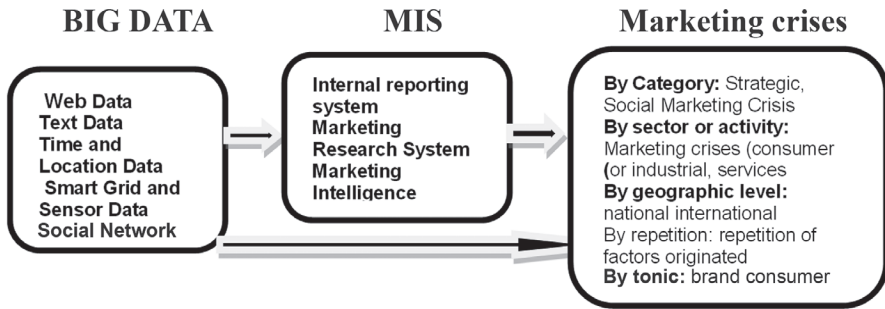 BIG DATA
MIS
Marketing crises
Web Data
Text Data
Time and
Location Data
Smart Grid and
Sensor Data
Social Network
Internal reporting
system
Marketing
Research System
Marketing
Intelligence
By Category: Strategic,
Social Marketing Crisis
By sector or activity:
Marketing crises (consumer
(or industrial, services
By geographic level:
national international
By repetition: repetition of
factors originated
By tonic: brand consumer